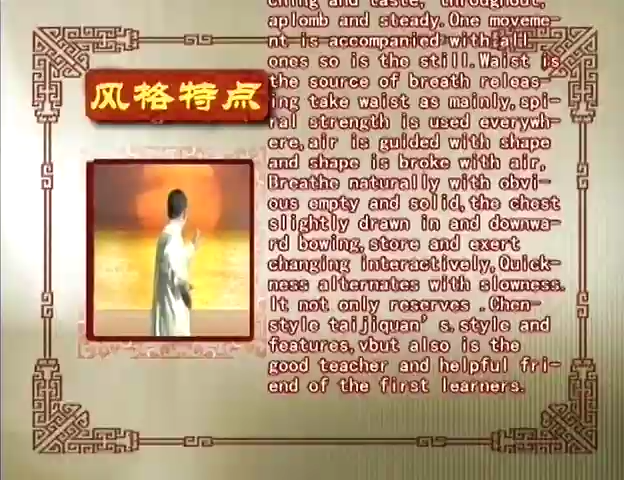 ching and taste, throughout,
aplomb and steady.One moveme-
nt is accompanied with all
ones so is the still.Waist is
风格特点
the source of breath releas-
ing take waist as mainly,spi-
ral strength is used everywh-
ere,air is guided with shape
and shape is broke with air,
Breathe naturally with obvi-
ous empty and solid,the chest
slightly drawn in and downwa-
rd bowing,store and exert
changing interactively,Quick-
ness alternates with slowness.
It not only reserves .Chen-
style taijiquan's.style and
features,vbut also is the
good teacher and helpful fri-
end of the first learners.